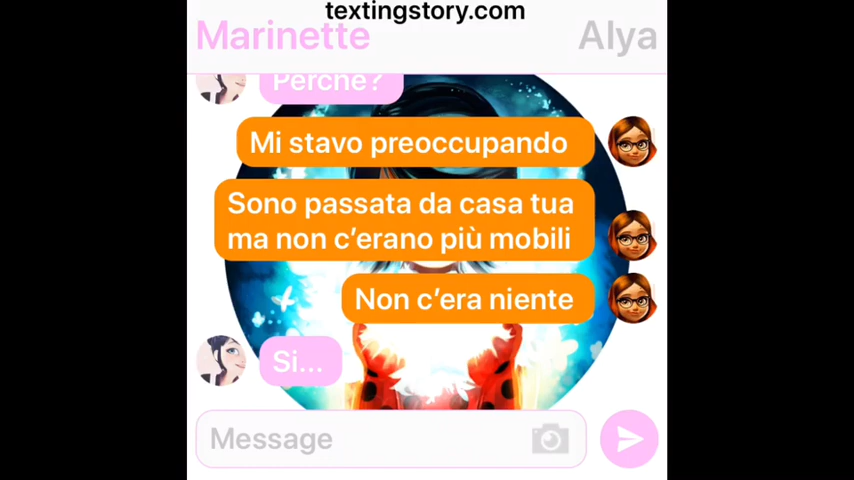 textingstory.com
Marinette
Alya
Perché?
Mi stavo preoccupando
Sono passata da casa tua
ma non c’erano più mobili
Non c’era niente
Si...
Message